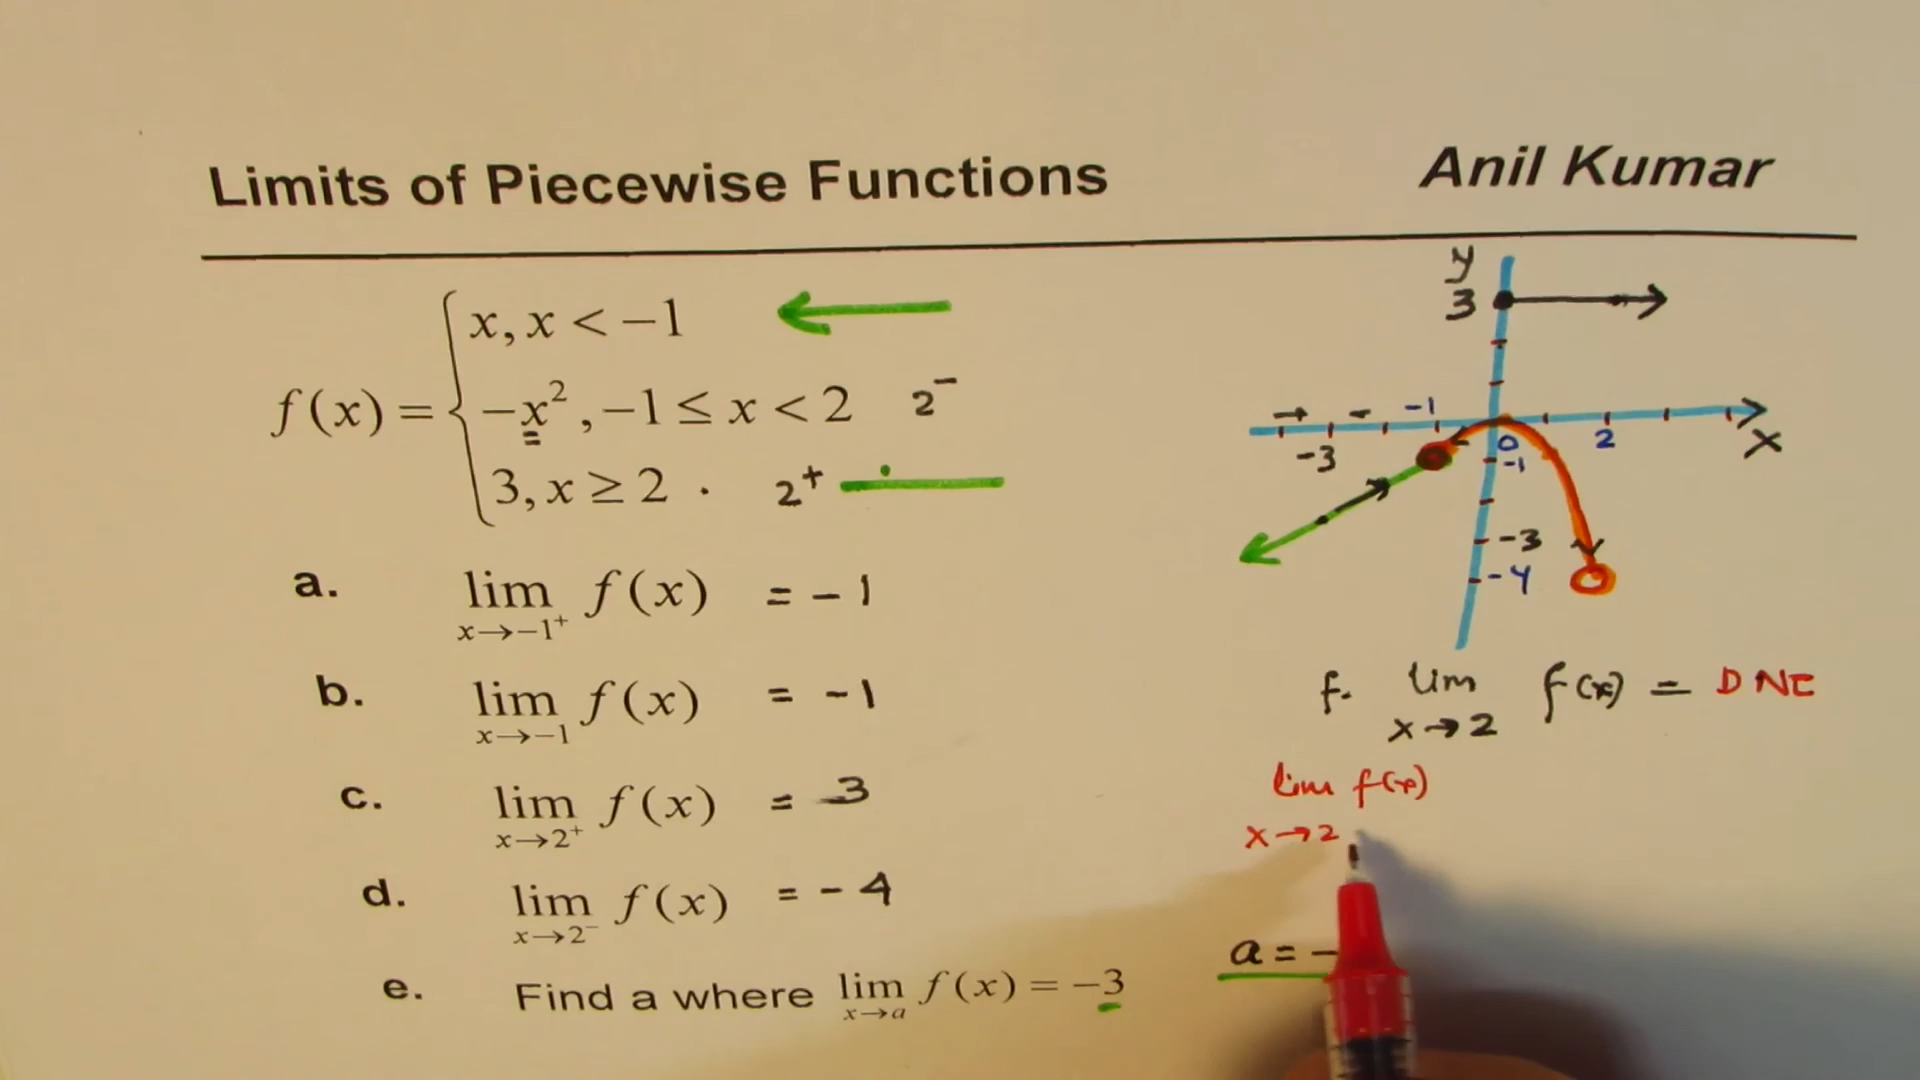 Limits of Piecewise Functions
Anil Kumar
f(x) = { x, x < −1
−x², −1 ≤ x < 2   2⁻
3, x ≥ 2 .   2⁺
a. lim x→−1⁺ f(x) = −1
b. lim x→−1 f(x) = −1
c. lim x→2⁺ f(x) = 3
d. lim x→2⁻ f(x) = −4
e. Find a where lim x→a f(x) = −3
a = −
y
3
−1
−3
0
2
x
−1
−3
−4
f. lim x→2 f(x) = DNE
lim f(x)
x→2